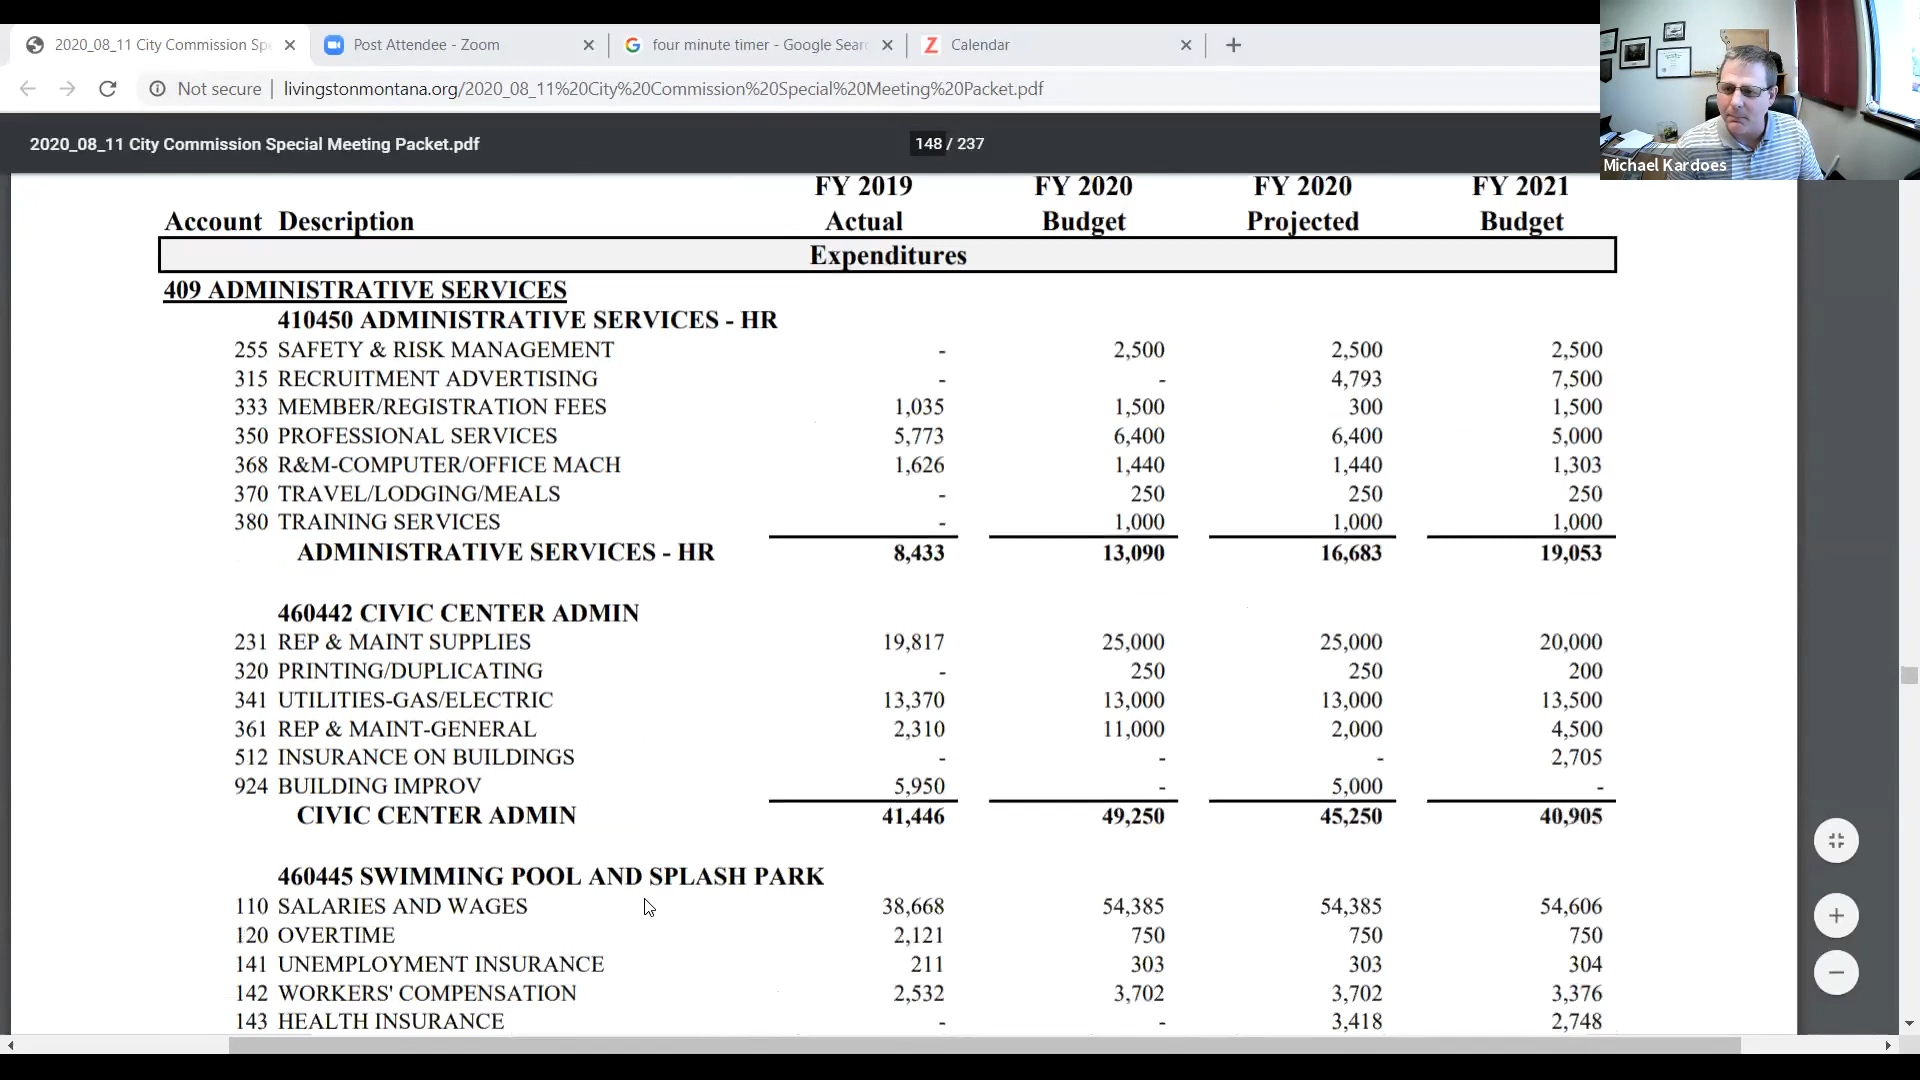 2020_08_11 City Commission Sp
Post Attendee - Zoom
four minute timer - Google Sear
Calendar
Not secure | livingstonmontana.org/2020_08_11%20City%20Commission%20Special%20Meeting%20Packet.pdf
2020_08_11 City Commission Special Meeting Packet.pdf
148 / 237
Michael Kardoes
FY 2019 FY 2020 FY 2020 FY 2021
Account Description Actual Budget Projected Budget
Expenditures
409 ADMINISTRATIVE SERVICES
410450 ADMINISTRATIVE SERVICES - HR
255 SAFETY & RISK MANAGEMENT - 2,500 2,500 2,500
315 RECRUITMENT ADVERTISING - - 4,793 7,500
333 MEMBER/REGISTRATION FEES 1,035 1,500 300 1,500
350 PROFESSIONAL SERVICES 5,773 6,400 6,400 5,000
368 R&M-COMPUTER/OFFICE MACH 1,626 1,440 1,440 1,303
370 TRAVEL/LODGING/MEALS - 250 250 250
380 TRAINING SERVICES - 1,000 1,000 1,000
ADMINISTRATIVE SERVICES - HR 8,433 13,090 16,683 19,053
460442 CIVIC CENTER ADMIN
231 REP & MAINT SUPPLIES 19,817 25,000 25,000 20,000
320 PRINTING/DUPLICATING - 250 250 200
341 UTILITIES-GAS/ELECTRIC 13,370 13,000 13,000 13,500
361 REP & MAINT-GENERAL 2,310 11,000 2,000 4,500
512 INSURANCE ON BUILDINGS - - - 2,705
924 BUILDING IMPROV 5,950 - 5,000 -
CIVIC CENTER ADMIN 41,446 49,250 45,250 40,905
460445 SWIMMING POOL AND SPLASH PARK
110 SALARIES AND WAGES 38,668 54,385 54,385 54,606
120 OVERTIME 2,121 750 750 750
141 UNEMPLOYMENT INSURANCE 211 303 303 304
142 WORKERS' COMPENSATION 2,532 3,702 3,702 3,376
143 HEALTH INSURANCE - - 3,418 2,748